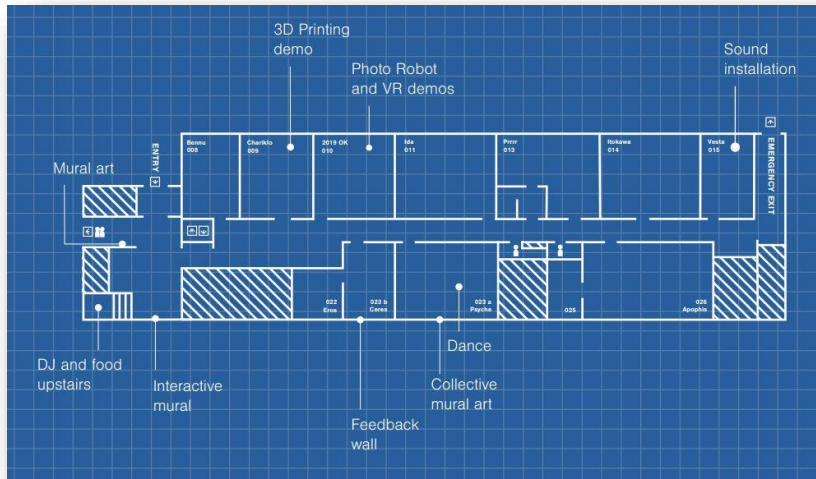 3D Printing
demo
Photo Robot
and VR demos
Sound
installation
Mural art
ENTRY
Bennu
008
Chariklo
009
2019 OK
010
Ida
011
Prrrr
013
Itokawa
014
Vesta
015
EMERGENCY EXIT
022
Eros
023 b
Ceres
023 a
Psyche
025
026
Apophis
DJ and food
upstairs
Interactive
mural
Feedback
wall
Collective
mural art
Dance